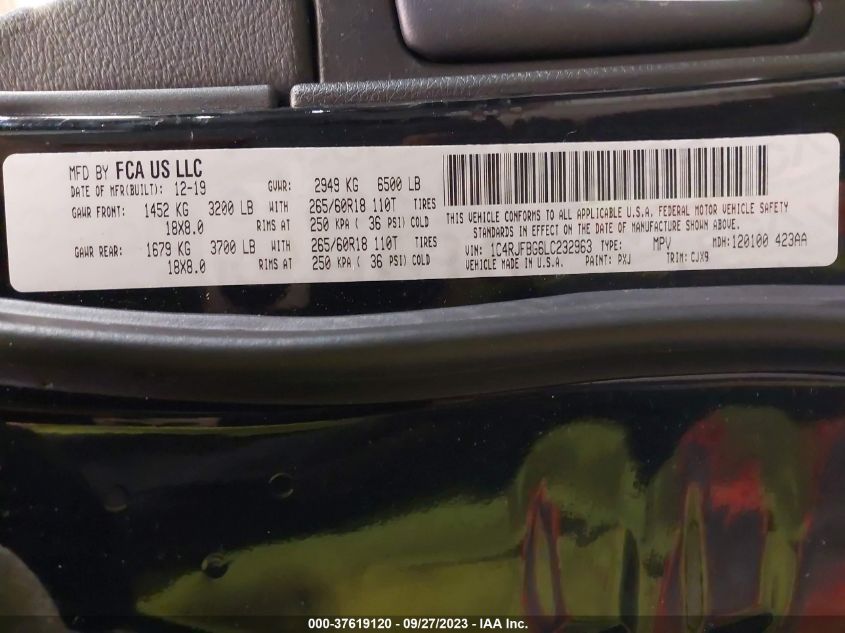 MFD BY FCA US LLC
DATE OF MFR(BUILT): 12-19 GVWR: 2949 KG 6500 LB
GAWR FRONT: 1452 KG 3200 LB WITH 265/60R18 110T TIRES
18X8.0 RIMS AT 250 KPA ( 36 PSI) COLD
GAWR REAR: 1679 KG 3700 LB WITH 265/60R18 110T TIRES
18X8.0 RIMS AT 250 KPA ( 36 PSI) COLD
THIS VEHICLE CONFORMS TO ALL APPLICABLE U.S.A. FEDERAL MOTOR VEHICLE SAFETY
STANDARDS IN EFFECT ON THE DATE OF MANUFACTURE SHOWN ABOVE.
VIN: 1C4RJFBG6LC232963 TYPE: MPV MDH: 120100 423AA
VEHICLE MADE IN U.S.A. PAINT: PXJ TRIM: CJX9
000-37619120 - 09/27/2023 - IAA Inc.